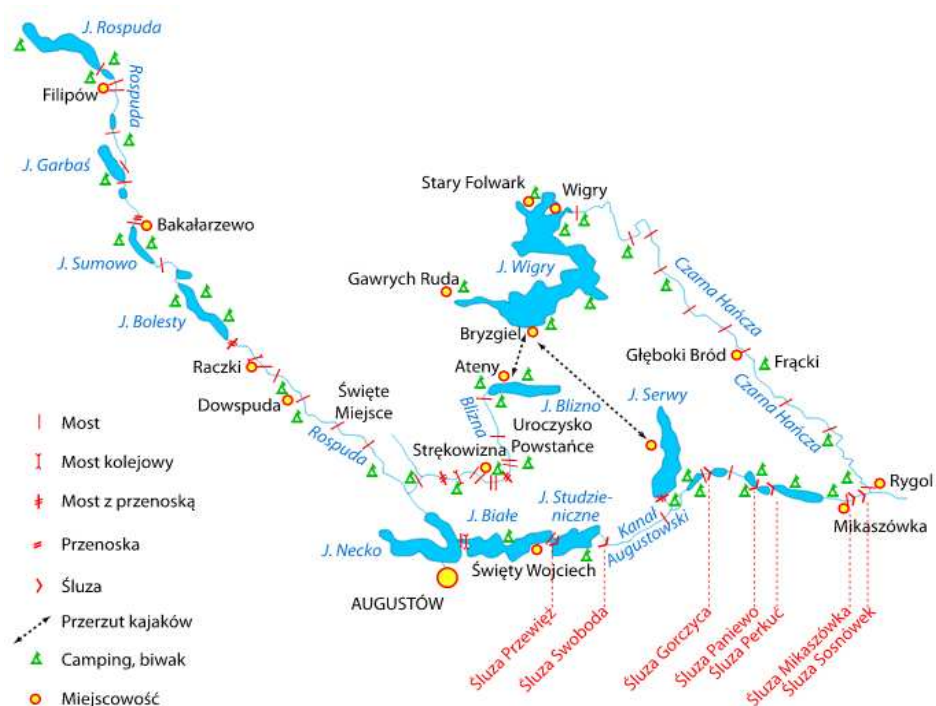 J. Rospuda
Rospuda
Filipów
J. Garbaś
Bakałarzewo
J. Sumowo
J. Bolesty
Raczki
Dowspuda
Święte
Miejsce
Rospuda
Stary Folwark
Wigry
J. Wigry
Gawrych Ruda
Bryzgiel
Czarna Hańcza
Głęboki Bród
Frącki
Czarna Hańcza
Ateny
J. Blizno
Blizna
Uroczysko
Powstańce
Strękowizna
J. Serwy
Rygol
Mikaszówka
J. Studzie-
niczne
J. Białe
J. Necko
Kanał
Augustowski
Święty Wojciech
AUGUSTÓW
Śluza Przewięź
Śluza Swoboda
Śluza Gorczyca
Śluza Paniewo
Śluza Perkuć
Śluza Mikaszówka
Śluza Sosnówek
Most
Most kolejowy
Most z przenoską
Przenoska
Śluza
Przerzut kajaków
Camping, biwak
Miejscowość